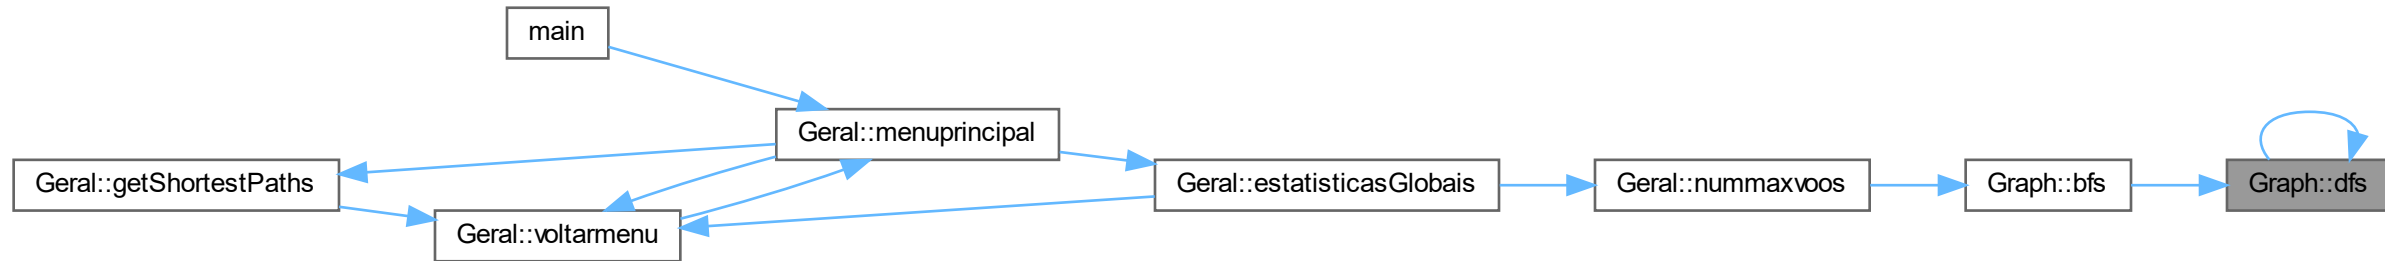 main
Geral::menuprincipal
Geral::getShortestPaths
Geral::estatisticasGlobais
Geral::nummaxvoos
Graph::bfs
Graph::dfs
Geral::voltarmenu